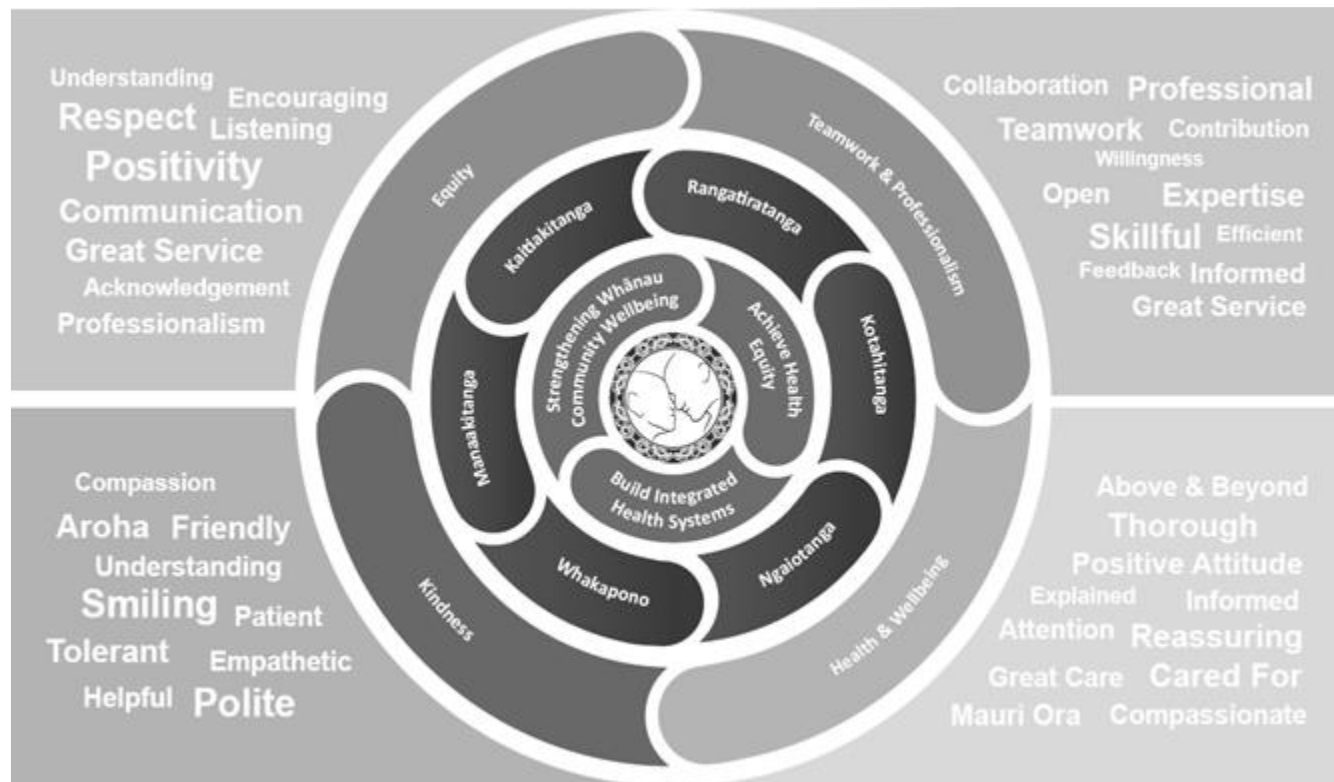 Understanding
Encouraging
Respect
Listening
Positivity
Communication
Great Service
Acknowledgement
Professionalism
Collaboration Professional
Teamwork Contribution
Willingness
Open Expertise
Skillful Efficient
Feedback Informed
Great Service
Equity
Teamwork & Professionalism
Kaitiakitanga
Rangatiratanga
Manaakitanga
Kotahitanga
Whakapono
Ngaiotanga
Strengthening Whānau
Community Wellbeing
Achieve Health
Equity
Build Integrated
Health Systems
Kindness
Health & Wellbeing
Compassion
Aroha Friendly
Understanding
Smiling Patient
Tolerant Empathetic
Helpful Polite
Above & Beyond
Thorough
Positive Attitude
Explained Informed
Attention Reassuring
Great Care Cared For
Mauri Ora Compassionate